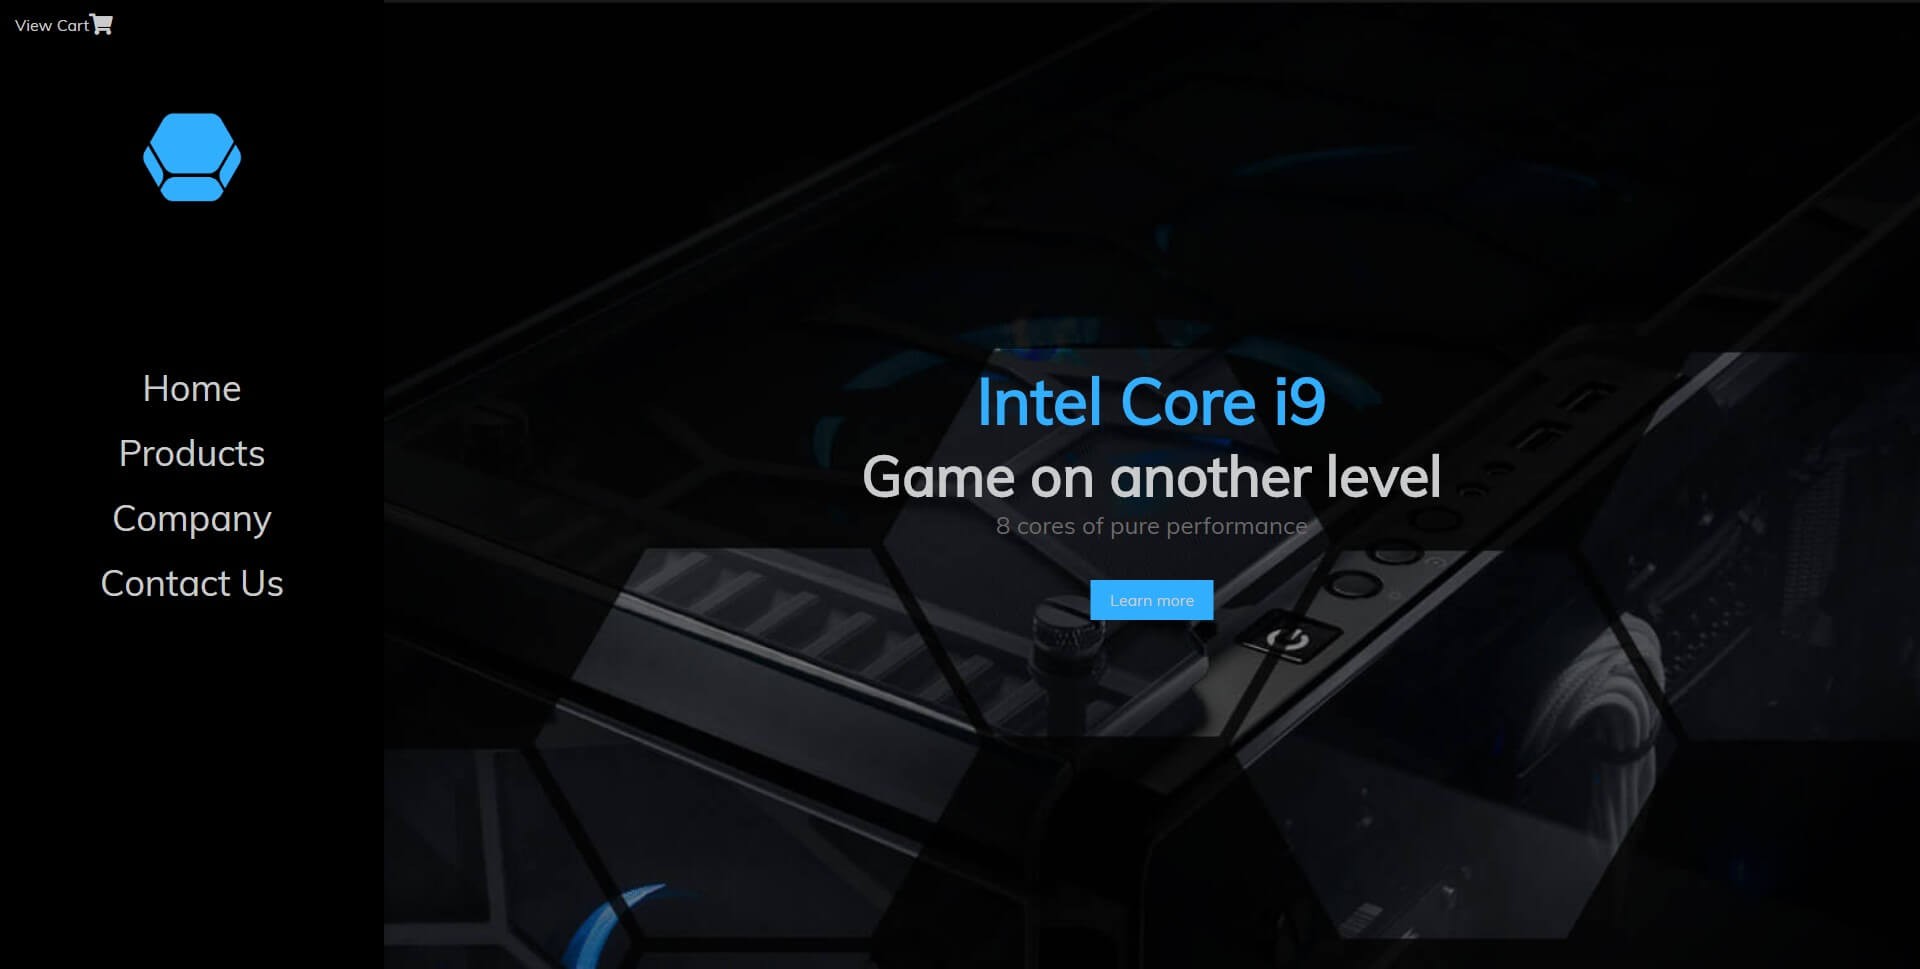 View Cart
Home
Products
Company
Contact Us
Intel Core i9
Game on another level
8 cores of pure performance
Learn more